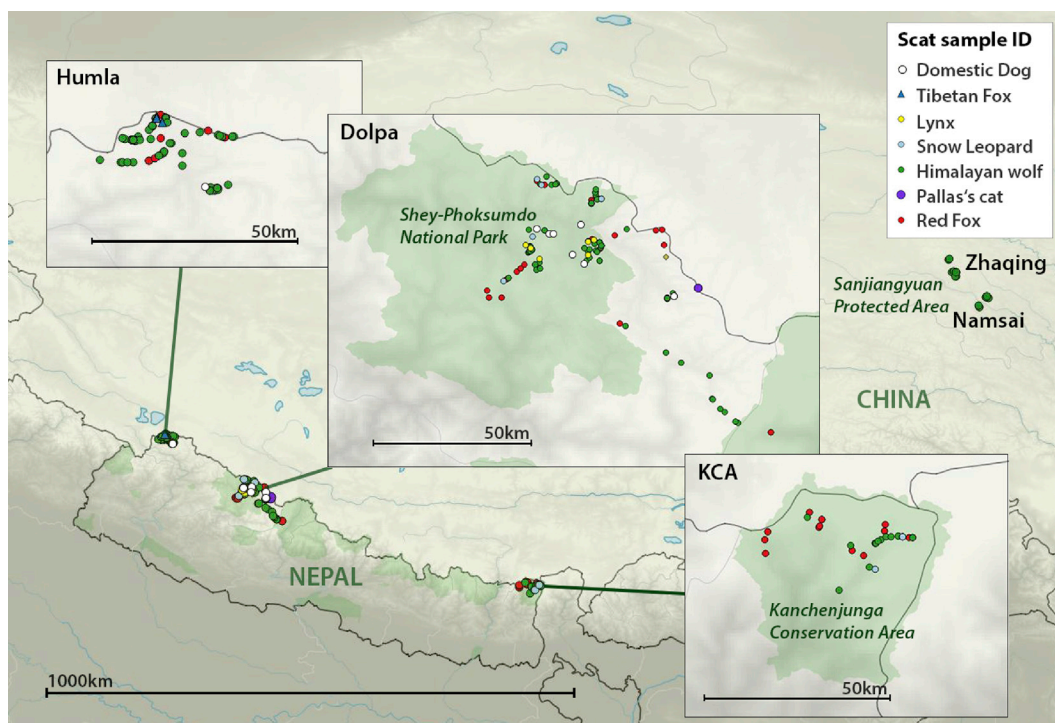 Humla
50km
Dolpa
Shey-Phoksumdo
National Park
50km
Scat sample ID
Domestic Dog
Tibetan Fox
Lynx
Snow Leopard
Himalayan wolf
Pallas's cat
Red Fox
Zhaqing
Sanjiangyuan
Protected Area
Namsai
CHINA
KCA
Kanchenjunga
Conservation Area
50km
NEPAL
1000km